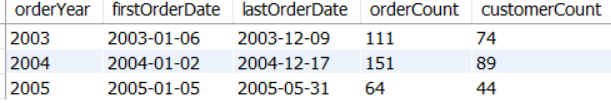 orderYear firstOrderDate lastOrderDate orderCount customerCount
2003 2003-01-06 2003-12-09 111 74
2004 2004-01-02 2004-12-17 151 89
2005 2005-01-05 2005-05-31 64 44